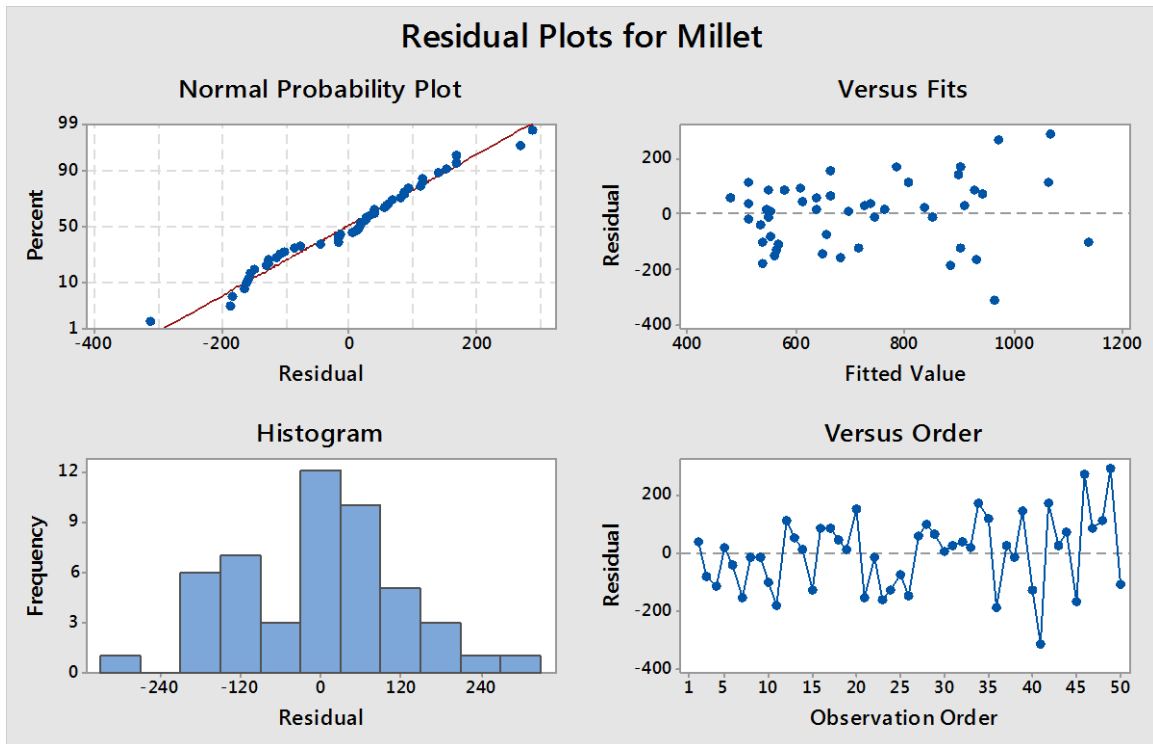 Residual Plots for Millet
Normal Probability Plot
99
90
50
10
1
Percent
-400 -200 0 200
Residual
Versus Fits
200
0
-200
-400
Residual
400 600 800 1000 1200
Fitted Value
Histogram
12
9
6
3
0
Frequency
-240 -120 0 120 240
Residual
Versus Order
200
0
-200
-400
Residual
1 5 10 15 20 25 30 35 40 45 50
Observation Order